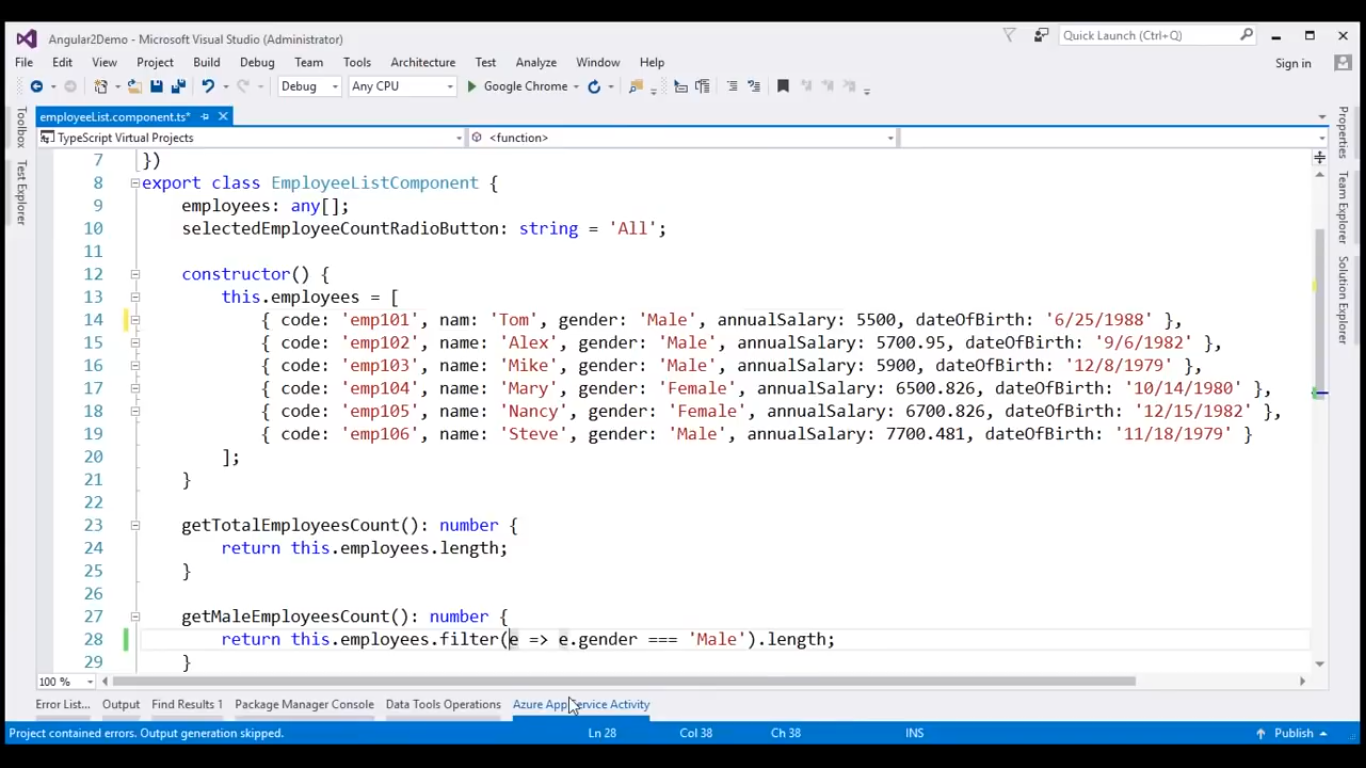 Angular2Demo - Microsoft Visual Studio (Administrator)
Quick Launch (Ctrl+Q)
File Edit View Project Build Debug Team Tools Architecture Test Analyze Window Help
Sign in
Debug Any CPU Google Chrome
employeeList.component.ts*
TypeScript Virtual Projects <function>
Toolbox
Test Explorer
7 })
8 export class EmployeeListComponent {
9 employees: any[];
10 selectedEmployeeCountRadioButton: string = 'All';
11
12 constructor() {
13 this.employees = [
14 { code: 'emp101', nam: 'Tom', gender: 'Male', annualSalary: 5500, dateOfBirth: '6/25/1988' },
15 { code: 'emp102', name: 'Alex', gender: 'Male', annualSalary: 5700.95, dateOfBirth: '9/6/1982' },
16 { code: 'emp103', name: 'Mike', gender: 'Male', annualSalary: 5900, dateOfBirth: '12/8/1979' },
17 { code: 'emp104', name: 'Mary', gender: 'Female', annualSalary: 6500.826, dateOfBirth: '10/14/1980' },
18 { code: 'emp105', name: 'Nancy', gender: 'Female', annualSalary: 6700.826, dateOfBirth: '12/15/1982' },
19 { code: 'emp106', name: 'Steve', gender: 'Male', annualSalary: 7700.481, dateOfBirth: '11/18/1979' }
20 ];
21 }
22
23 getTotalEmployeesCount(): number {
24 return this.employees.length;
25 }
26
27 getMaleEmployeesCount(): number {
28 return this.employees.filter(e => e.gender === 'Male').length;
29 }
Properties
Team Explorer
Solution Explorer
100 %
Error List... Output Find Results 1 Package Manager Console Data Tools Operations Azure App Service Activity
Project contained errors. Output generation skipped. Ln 28 Col 38 Ch 38 INS Publish